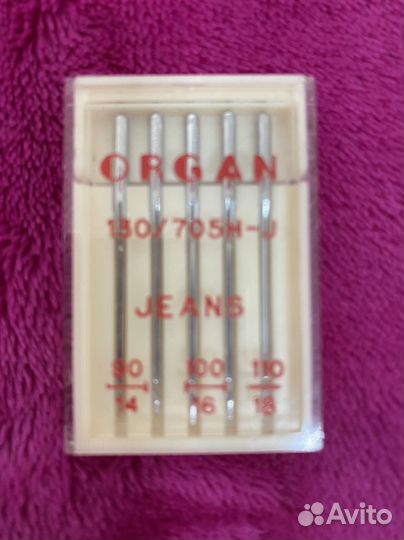 ORGAN
130/705H-J
JEANS
90 100 110
14 16 18
Avito